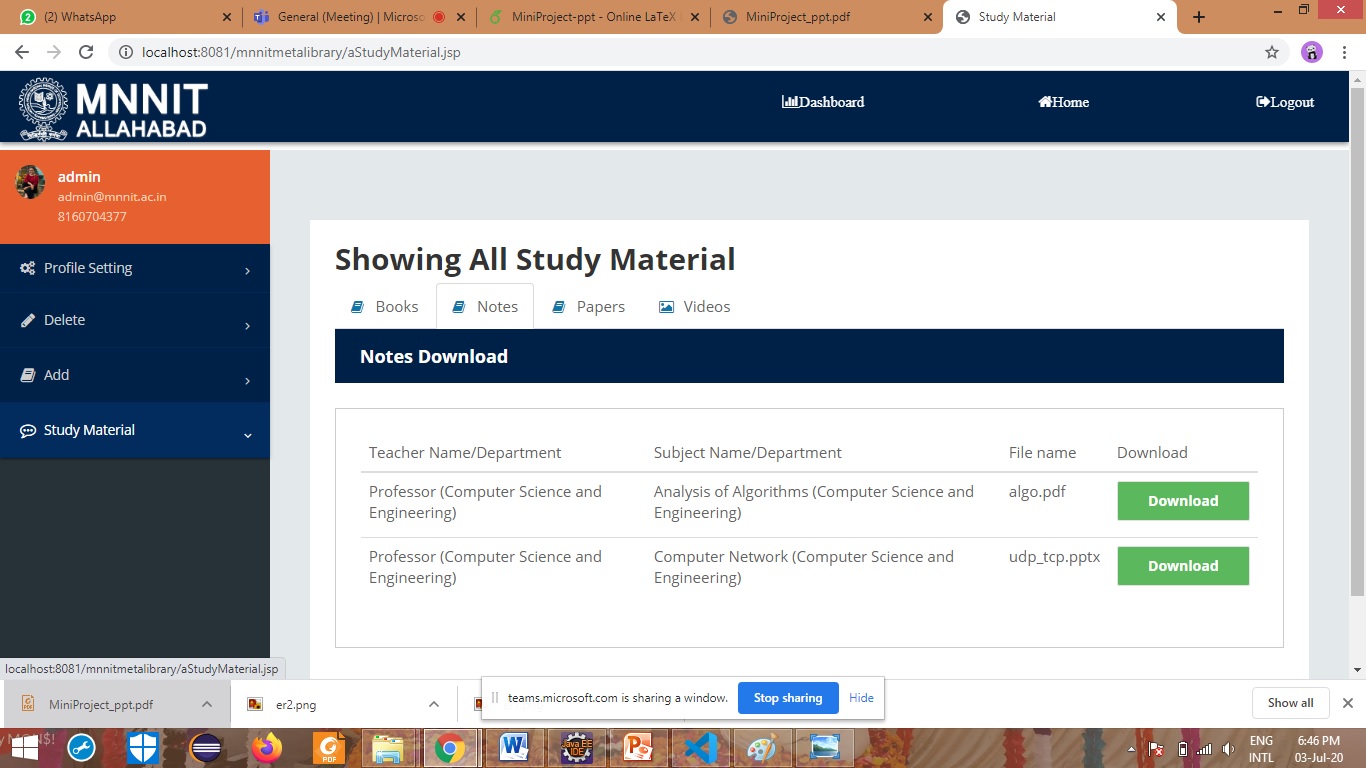 (2) WhatsApp
General (Meeting) | Microso
MiniProject-ppt - Online LaTeX
MiniProject_ppt.pdf
Study Material
localhost:8081/mnnitmetalibrary/aStudyMaterial.jsp
MNNIT
ALLAHABAD
Dashboard
Home
Logout
admin
admin@mnnit.ac.in
8160704377
Profile Setting
Delete
Add
Study Material
Showing All Study Material
Books
Notes
Papers
Videos
Notes Download
Teacher Name/Department
Subject Name/Department
File name
Download
Professor (Computer Science and
Engineering)
Analysis of Algorithms (Computer Science and
Engineering)
algo.pdf
Download
Professor (Computer Science and
Engineering)
Computer Network (Computer Science and
Engineering)
udp_tcp.pptx
Download
localhost:8081/mnnitmetalibrary/aStudyMaterial.jsp
MiniProject_ppt.pdf
er2.png
teams.microsoft.com is sharing a window.
Stop sharing
Hide
Show all
PDF
Java EE
IDE
ENG
INTL
6:46 PM
03-Jul-20